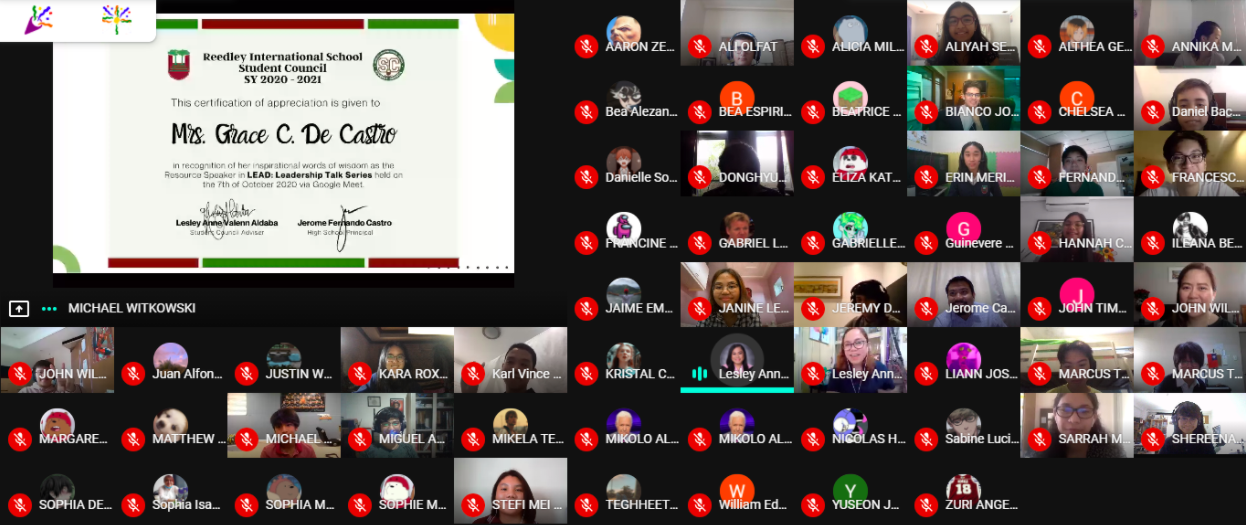 Reedley International School
Student Council
SY 2020 - 2021
SC
This certification of appreciation is given to
Mrs. Grace C. De Castro
in recognition of her inspirational words of wisdom as the
Resource Speaker in LEAD: Leadership Talk Series held on
the 7th of October 2020 via Google Meet.
Lesley Anne Valenn Aldaba
Student Council Adviser
Jerome Fernando Castro
High School Principal
MICHAEL WITKOWSKI
AARON ZE...
ALI OLFAT
ALICIA MIL...
ALIYAH SE...
ALTHEA GE...
ANNIKA M...
Bea Alezan...
B
BEA ESPIRI...
BEATRICE ...
BIANCO JO...
C
CHELSEA ...
Daniel Bac...
Danielle So...
DONGHYU...
ELIZA KAT...
ERIN MERI...
FERNAND...
FRANCESC...
FRANCINE ...
GABRIEL L...
GABRIELLE...
G
Guinevere ...
HANNAH C...
ILEANA BE...
JAIME EM...
JANINE LE...
JEREMY D...
Jerome Ca...
J
JOHN TIM...
JOHN WIL...
JOHN WIL...
Juan Alfon...
JUSTIN W...
KARA ROX...
Karl Vince ...
KRISTAL C...
Lesley Ann...
Lesley Ann...
LIANN JOS...
MARCUS T...
MARCUS T...
MARGARE...
MATTHEW ...
MICHAEL ...
MIGUEL A...
MIKELA TE...
MIKOLO AL...
MIKOLO AL...
NICOLAS H...
Sabine Luci...
SARRAH M...
SHEREENA...
SOPHIA DE...
Sophia Isa...
SOPHIA M...
SOPHIE M...
STEFI MEI ...
TEGHHEET...
W
William Ed...
Y
YUSEON J...
18
ZURI ANGE...